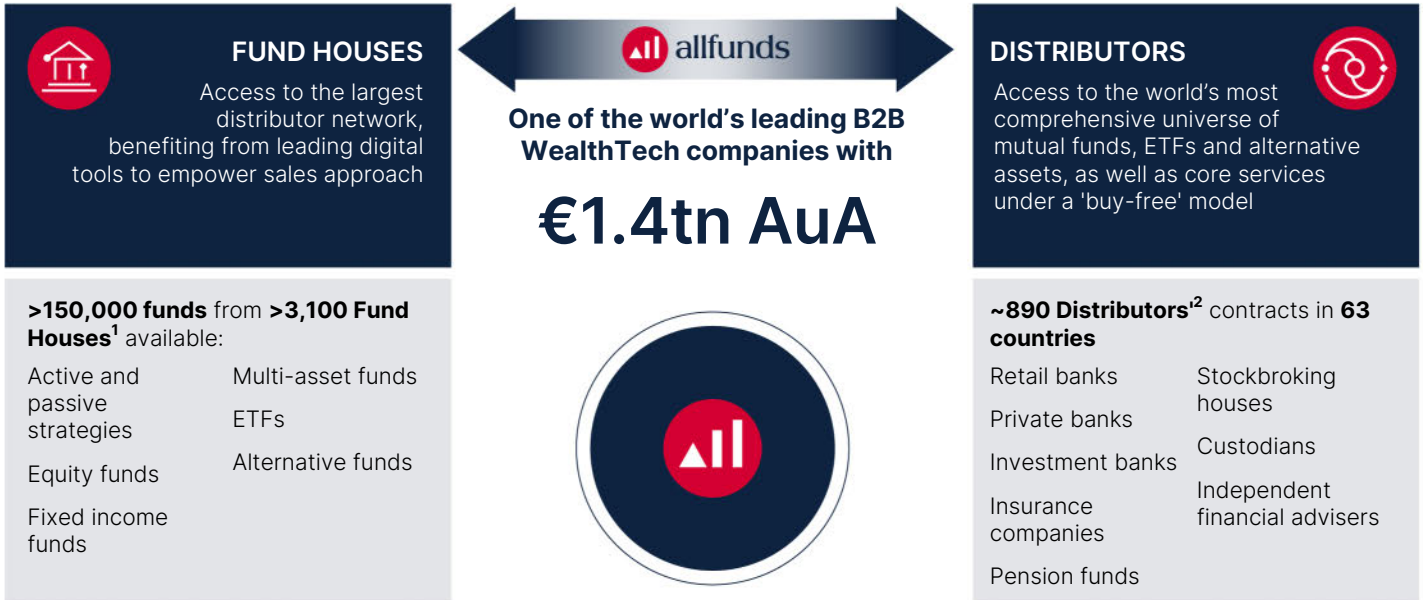 FUND HOUSES
Access to the largest
distributor network,
benefiting from leading digital
tools to empower sales approach
allfunds
One of the world's leading B2B
WealthTech companies with
€1.4tn AuA
DISTRIBUTORS
Access to the world's most
comprehensive universe of
mutual funds, ETFs and alternative
assets, as well as core services
under a 'buy-free' model
>150,000 funds from >3,100 Fund
Houses¹ available:
Active and
passive
strategies
Equity funds
Fixed income
funds
Multi-asset funds
ETFs
Alternative funds
~890 Distributors'² contracts in 63
countries
Retail banks
Private banks
Investment banks
Insurance
companies
Pension funds
Stockbroking
houses
Custodians
Independent
financial advisers